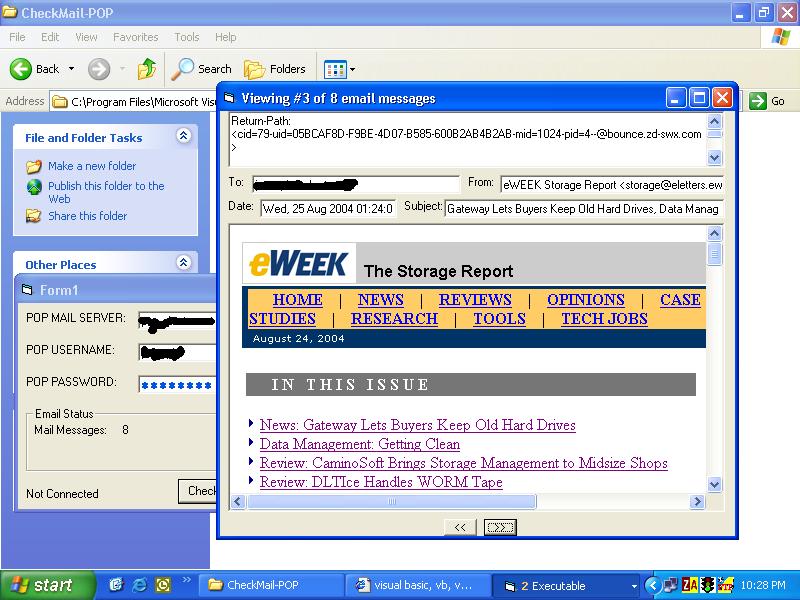 CheckMail-POP
File Edit View Favorites Tools Help
Back Search Folders
Address C:\Program Files\Microsoft Vis Go
File and Folder Tasks
Make a new folder
Publish this folder to the
Web
Share this folder
Other Places
Form1
POP MAIL SERVER:
POP USERNAME:
POP PASSWORD: ********
Email Status
Mail Messages: 8
Not Connected Check
Viewing #3 of 8 email messages
Return-Path:
<cid=79-uid=05BCAF8D-F9BE-4D07-B585-600B2AB4B2AB-mid=1024-pid=4--@bounce.zd-swx.com
>
To: From: eWEEK Storage Report <storage@eletters.ew
Date: Wed, 25 Aug 2004 01:24:0 Subject: Gateway Lets Buyers Keep Old Hard Drives, Data Manag
eWEEK The Storage Report
HOME | NEWS | REVIEWS | OPINIONS | CASE
STUDIES | RESEARCH | TOOLS | TECH JOBS
August 24, 2004
IN THIS ISSUE
News: Gateway Lets Buyers Keep Old Hard Drives
Data Management: Getting Clean
Review: CaminoSoft Brings Storage Management to Midsize Shops
Review: DLTIce Handles WORM Tape
<< >>
start CheckMail-POP visual basic, vb, v... 2 Executable 10:28 PM